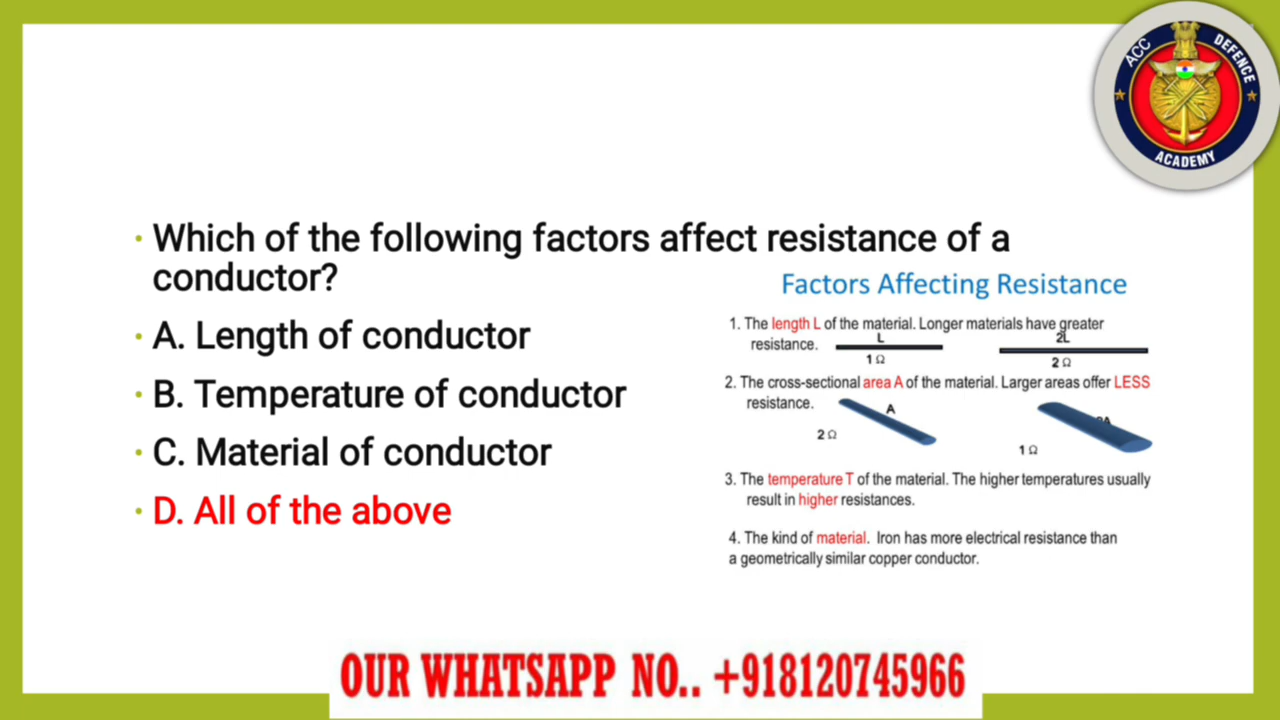 ACC DEFENCE
ACADEMY
• Which of the following factors affect resistance of a
conductor?
• A. Length of conductor
• B. Temperature of conductor
• C. Material of conductor
• D. All of the above
Factors Affecting Resistance
1. The length L of the material. Longer materials have greater
resistance.
L
1 Ω
2L
2 Ω
2. The cross-sectional area A of the material. Larger areas offer LESS
resistance.
A
2 Ω
1 Ω
3. The temperature T of the material. The higher temperatures usually
result in higher resistances.
4. The kind of material. Iron has more electrical resistance than
a geometrically similar copper conductor.
OUR WHATSAPP NO.. +918120745966